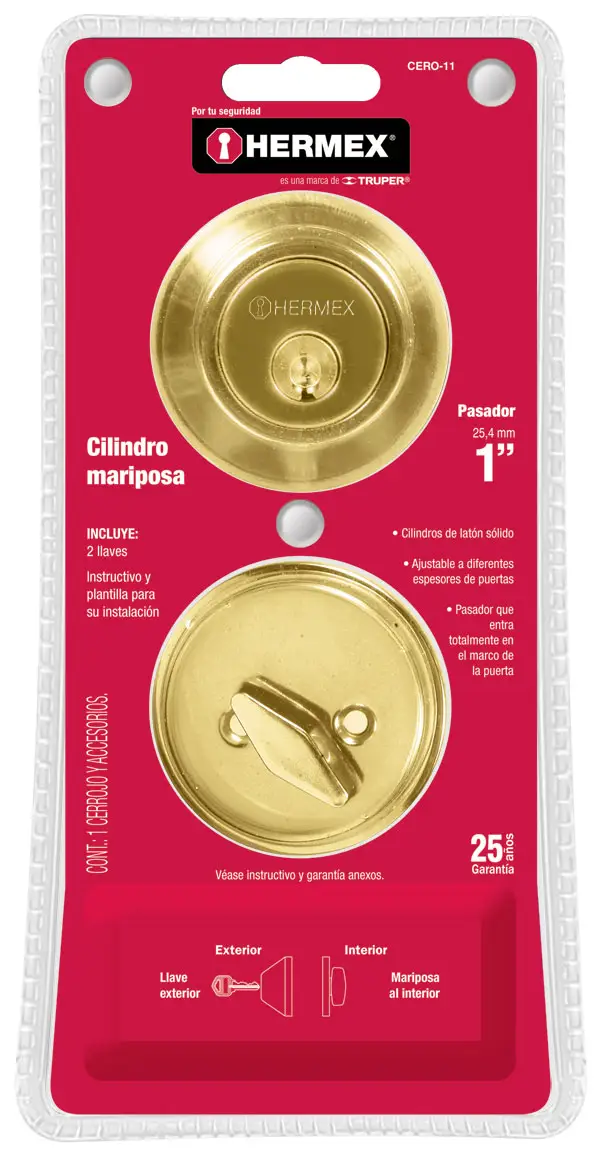 CERO-11
Por tu seguridad
HERMEX®
es una marca de TRUPER®
HERMEX
Pasador
25,4 mm
1”
Cilindro
mariposa
INCLUYE:
2 llaves
Instructivo y
plantilla para
su instalación
• Cilindros de latón sólido
• Ajustable a diferentes
espesores de puertas
• Pasador que
entra
totalmente en
el marco de
la puerta
CONT.: 1 CERROJO Y ACCESORIOS.
25 años
Garantía
Véase instructivo y garantía anexos.
Exterior
Interior
Llave
exterior
Mariposa
al interior